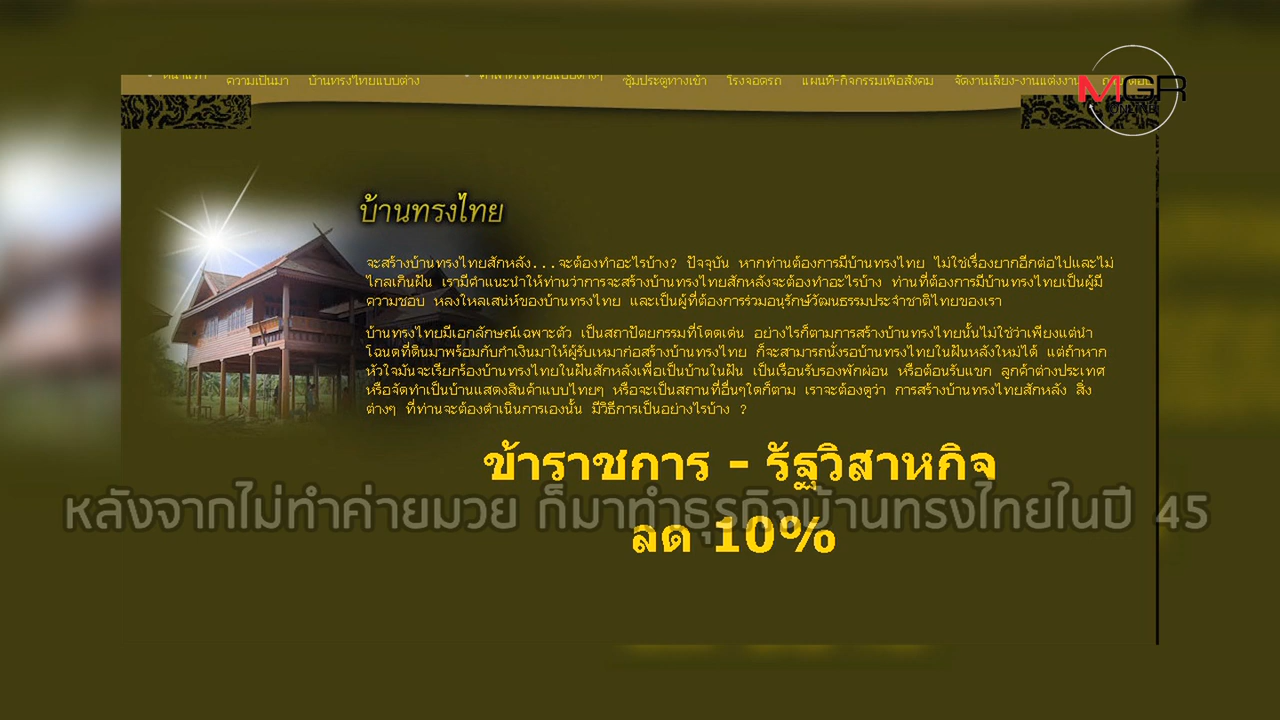 หน้าแรก ความเป็นมา บ้านทรงไทยแบบต่าง ศาลาทรงไทยแบบต่างๆ ซุ้มประตูทางเข้า โรงจอดรถ แผนที่-กิจกรรมเพื่อสังคม จัดงานเลี้ยง-งานแต่งงาน
MGR
ONLINE
บ้านทรงไทย
จะสร้างบ้านทรงไทยสักหลัง...จะต้องทำอะไรบ้าง? ปัจจุบัน หากท่านต้องการมีบ้านทรงไทย ไม่ใช่เรื่องยากอีกต่อไปและไม่
ไกลเกินฝัน เรามีคำแนะนำให้ท่านว่าการจะสร้างบ้านทรงไทยสักหลังจะต้องทำอะไรบ้าง ท่านที่ต้องการมีบ้านทรงไทยเป็นผู้มี
ความชอบ หลงใหลเสน่ห์ของบ้านทรงไทย และเป็นผู้ที่ต้องการร่วมอนุรักษ์วัฒนธรรมประจำชาติไทยของเรา
บ้านทรงไทยมีเอกลักษณ์เฉพาะตัว เป็นสถาปัตยกรรมที่โดดเด่น อย่างไรก็ตามการสร้างบ้านทรงไทยนั้นไม่ใช่ว่าเพียงแต่นำ
โฉนดที่ดินมาพร้อมกับกำเงินมาให้ผู้รับเหมาก่อสร้างบ้านทรงไทย ก็จะสามารถนั่งรอบ้านทรงไทยในฝันหลังใหม่ได้ แต่ถ้าหาก
หัวใจมันจะเรียกร้องบ้านทรงไทยในฝันสักหลังเพื่อเป็นบ้านในฝัน เป็นเรือนรับรองพักผ่อน หรือต้อนรับแขก ลูกค้าต่างประเทศ
หรือจัดทำเป็นบ้านแสดงสินค้าแบบไทยๆ หรือจะเป็นสถานที่อื่นๆใดก็ตาม เราจะต้องดูว่า การสร้างบ้านทรงไทยสักหลัง สิ่ง
ต่างๆ ที่ท่านจะต้องดำเนินการเองนั้น มีวิธีการเป็นอย่างไรบ้าง ?
ข้าราชการ - รัฐวิสาหกิจ
หลังจากไม่ทำค่ายมวย ก็มาทำธุรกิจบ้านทรงไทยในปี 45
ลด 10%